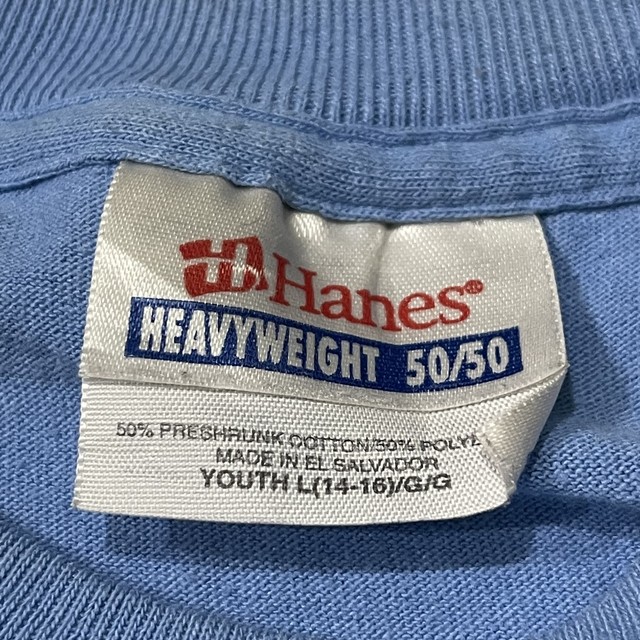 Hanes®
HEAVYWEIGHT 50/50
50% PRESHRUNK COTTON/50% POLY
MADE IN EL SALVADOR
YOUTH L(14-16)/G/G